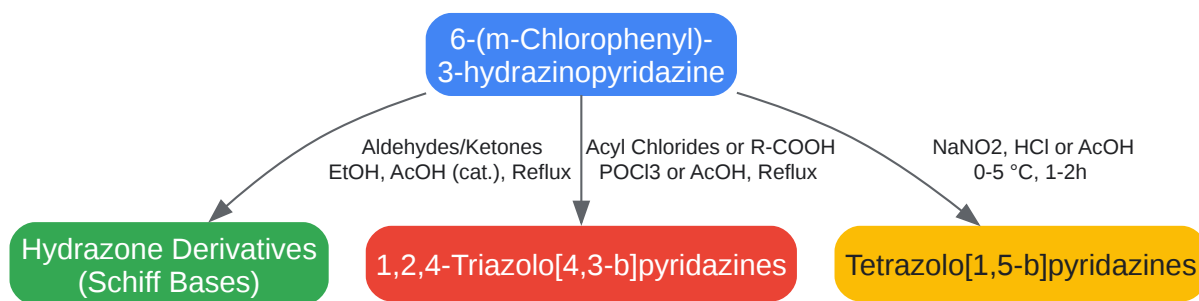 6-(m-Chlorophenyl)-
3-hydrazinopyridazine
Aldehydes/Ketones
EtOH, AcOH (cat.), Reflux
Acyl Chlorides or R-COOH
POCl3 or AcOH, Reflux
NaNO2, HCl or AcOH
0-5 °C, 1-2h
Hydrazone Derivatives
(Schiff Bases)
1,2,4-Triazolo[4,3-b]pyridazines
Tetrazolo[1,5-b]pyridazines